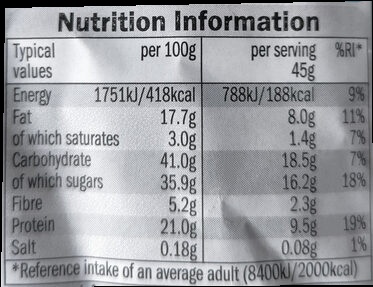 Nutrition Information
Typical values per 100g per serving 45g %RI*
Energy 1751kJ/418kcal 788kJ/188kcal 9%
Fat 17.7g 8.0g 11%
of which saturates 3.0g 1.4g 7%
Carbohydrate 41.0g 18.5g 7%
of which sugars 35.9g 16.2g 18%
Fibre 5.2g 2.3g
Protein 21.0g 9.5g 19%
Salt 0.18g 0.08g 1%
*Reference intake of an average adult (8400kJ/2000kcal)